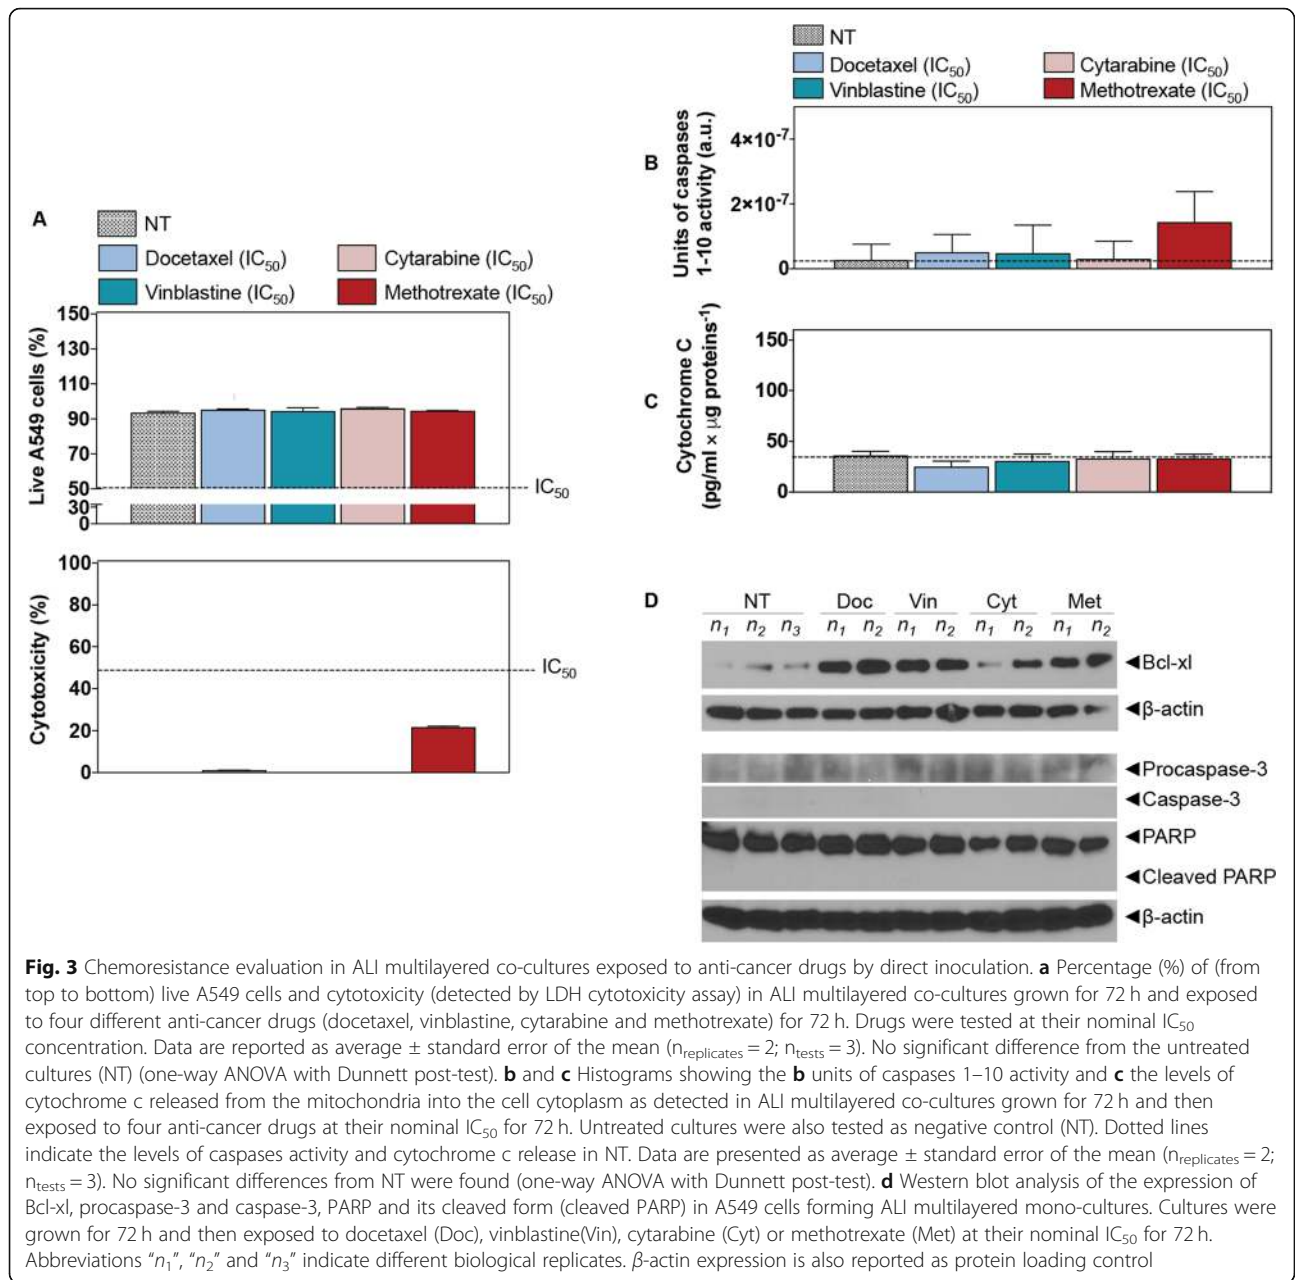 A
NT
Docetaxel (IC50)
Cytarabine (IC50)
Vinblastine (IC50)
Methotrexate (IC50)
Live A549 cells (%)
150
130
110
90
70
50
30
0
IC50
Cytotoxicity (%)
100
80
60
40
20
0
IC50
NT
Docetaxel (IC50)
Cytarabine (IC50)
Vinblastine (IC50)
Methotrexate (IC50)
B
Units of caspases
1-10 activity (a.u.)
4×10-7
2×10-7
0
C
Cytochrome C
(pg/ml × μg proteins-1)
150
100
50
0
D
NT Doc Vin Cyt Met
n1 n2 n3 n1 n2 n1 n2 n1 n2 n1 n2
◄Bcl-xl
◄β-actin
◄Procaspase-3
◄Caspase-3
◄PARP
◄Cleaved PARP
◄β-actin
Fig. 3 Chemoresistance evaluation in ALI multilayered co-cultures exposed to anti-cancer drugs by direct inoculation. a Percentage (%) of (from
top to bottom) live A549 cells and cytotoxicity (detected by LDH cytotoxicity assay) in ALI multilayered co-cultures grown for 72 h and exposed
to four different anti-cancer drugs (docetaxel, vinblastine, cytarabine and methotrexate) for 72 h. Drugs were tested at their nominal IC50
concentration. Data are reported as average ± standard error of the mean (nreplicates = 2; ntests = 3). No significant difference from the untreated
cultures (NT) (one-way ANOVA with Dunnett post-test). b and c Histograms showing the b units of caspases 1–10 activity and c the levels of
cytochrome c released from the mitochondria into the cell cytoplasm as detected in ALI multilayered co-cultures grown for 72 h and then
exposed to four anti-cancer drugs at their nominal IC50 for 72 h. Untreated cultures were also tested as negative control (NT). Dotted lines
indicate the levels of caspases activity and cytochrome c release in NT. Data are presented as average ± standard error of the mean (nreplicates = 2;
ntests = 3). No significant differences from NT were found (one-way ANOVA with Dunnett post-test). d Western blot analysis of the expression of
Bcl-xl, procaspase-3 and caspase-3, PARP and its cleaved form (cleaved PARP) in A549 cells forming ALI multilayered mono-cultures. Cultures were
grown for 72 h and then exposed to docetaxel (Doc), vinblastine(Vin), cytarabine (Cyt) or methotrexate (Met) at their nominal IC50 for 72 h.
Abbreviations “n1”, “n2” and “n3” indicate different biological replicates. β-actin expression is also reported as protein loading control